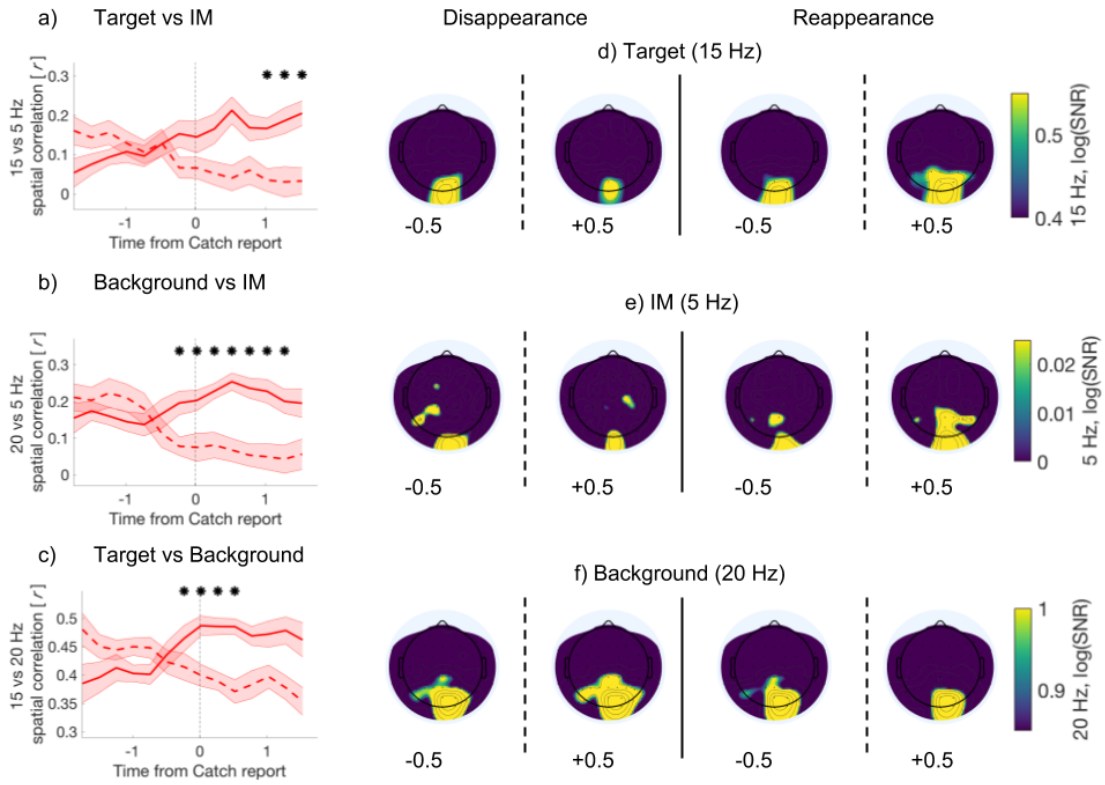 a) Target vs IM
Disappearance
Reappearance
d) Target (15 Hz)
15 vs 5 Hz
spatial correlation [ r ]
0.3
0.2
0.1
0
-1 0 1
Time from Catch report
-0.5 +0.5 -0.5 +0.5
0.5
0.4
15 Hz, log(SNR)
b) Background vs IM
e) IM (5 Hz)
20 vs 5 Hz
spatial correlation [ r ]
0.3
0.2
0.1
0
-1 0 1
Time from Catch report
-0.5 +0.5 -0.5 +0.5
0.02
0.01
0
5 Hz, log(SNR)
c) Target vs Background
f) Background (20 Hz)
15 vs 20 Hz
spatial correlation [ r ]
0.5
0.45
0.4
0.35
0.3
-1 0 1
Time from Catch report
-0.5 +0.5 -0.5 +0.5
1
0.9
20 Hz, log(SNR)